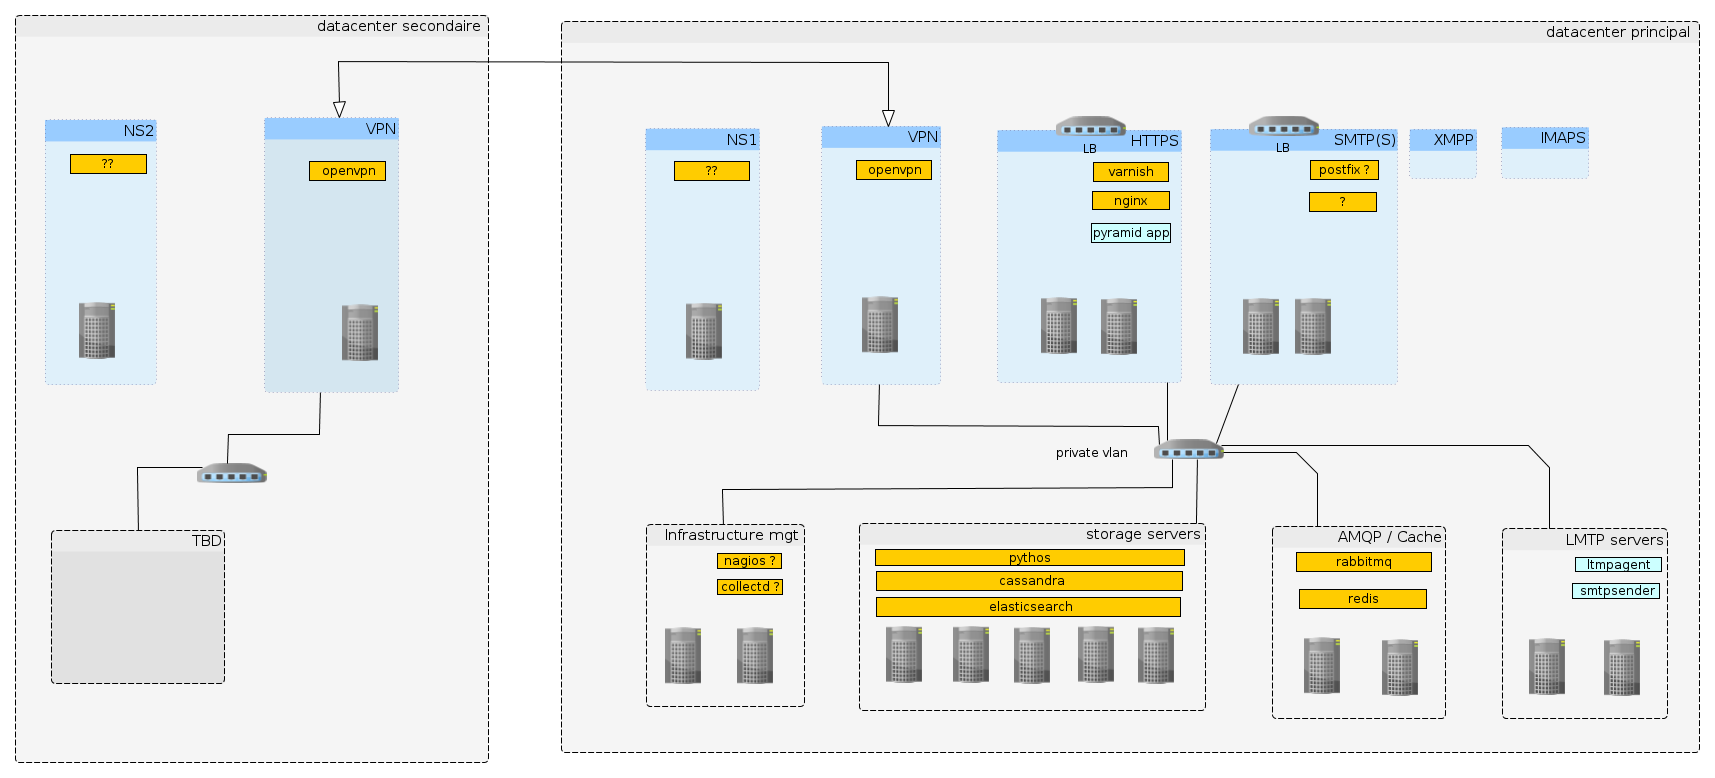 datacenter secondaire
NS2
??
VPN
openvpn
TBD
datacenter principal
NS1
??
VPN
openvpn
HTTPS
LB
varnish
nginx
pyramid app
SMTP(S)
LB
postfix ?
?
XMPP
IMAPS
private vlan
Infrastructure mgt
nagios ?
collectd ?
storage servers
pythos
cassandra
elasticsearch
AMQP / Cache
rabbitmq
redis
LMTP servers
ltmpagent
smtpsender